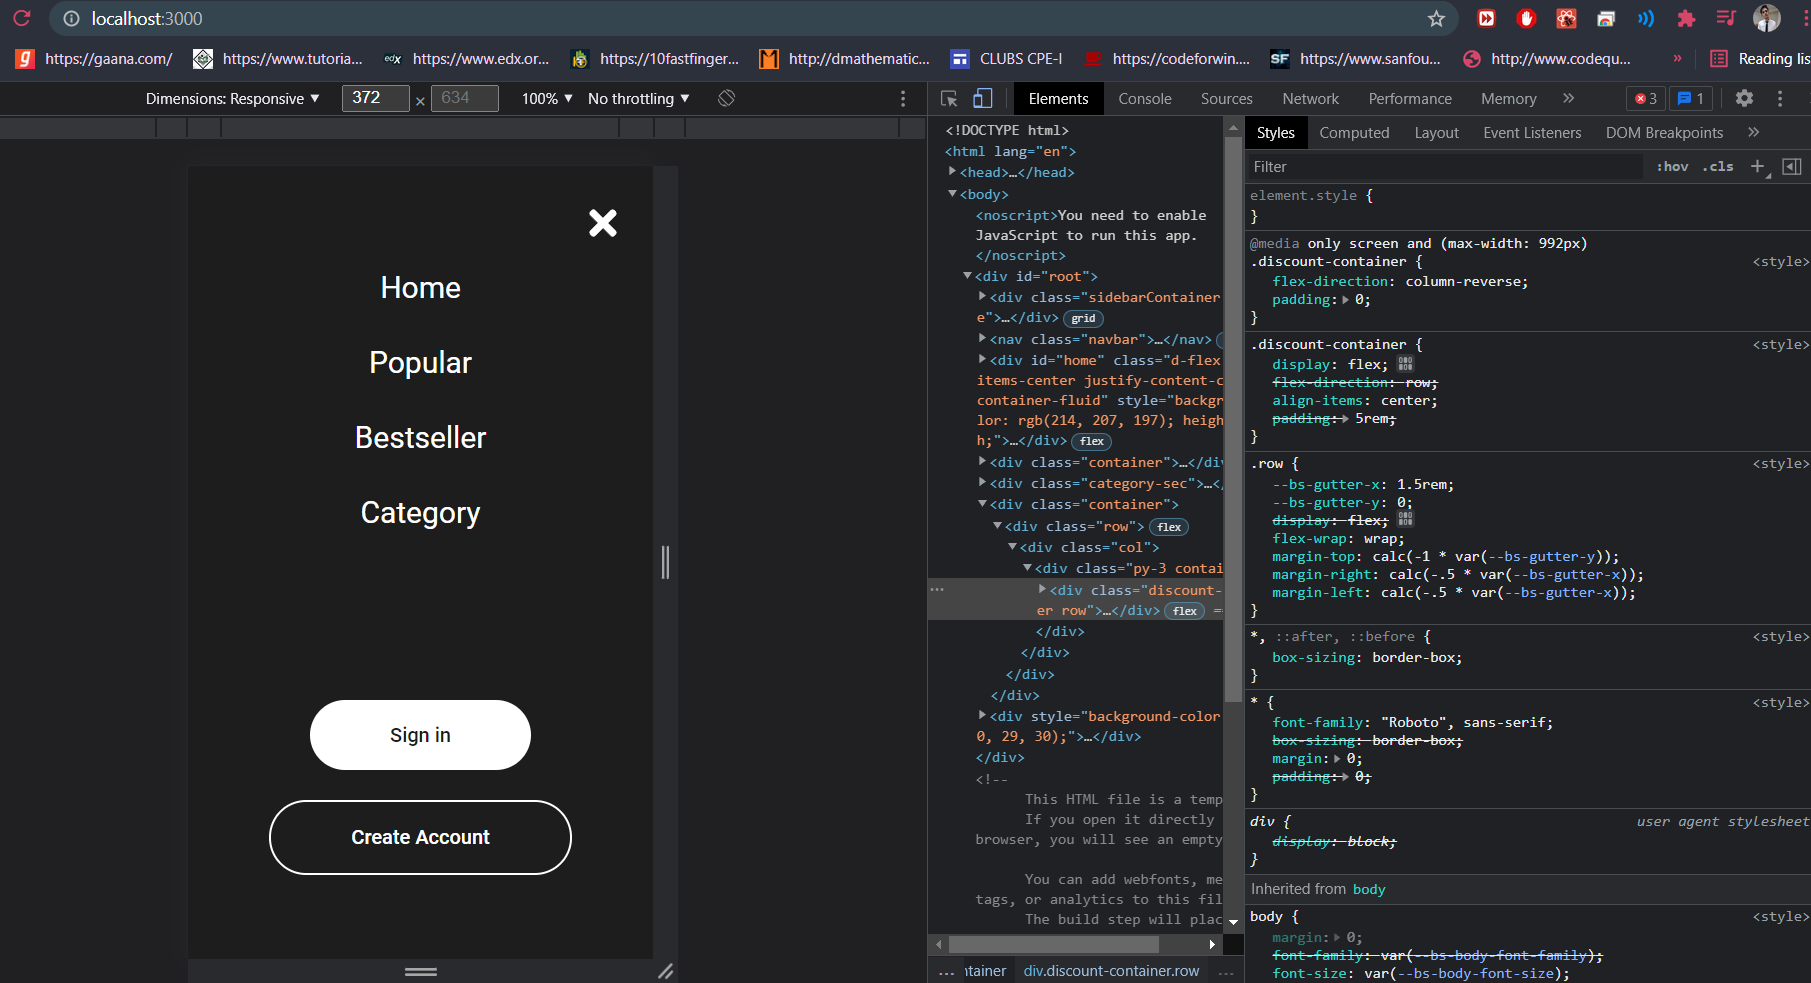 localhost:3000
https://gaana.com/ https://www.tutoria... https://www.edx.or... https://10fastfinger... http://dmathematic... CLUBS CPE-I https://codeforwin.... https://www.sanfou... http://www.codequ... » Reading lis
Dimensions: Responsive ▼ 372 × 634 100% ▼ No throttling ▼
Elements Console Sources Network Performance Memory » 3 1
Home
Popular
Bestseller
Category
Sign in
Create Account
<!DOCTYPE html>
<html lang="en">
<head>…</head>
<body>
<noscript>You need to enable
JavaScript to run this app.
</noscript>
<div id="root">
<div class="sidebarContainer
e">…</div> grid
<nav class="navbar">…</nav>
<div id="home" class="d-flex
items-center justify-content-c
container-fluid" style="backgr
lor: rgb(214, 207, 197); heigh
h;">…</div> flex
<div class="container">…</div
<div class="category-sec">…</
<div class="container">
<div class="row"> flex
<div class="col">
<div class="py-3 contai
<div class="discount-
er row">…</div> flex =
</div>
</div>
</div>
</div>
<div style="background-color
0, 29, 30);">…</div>
</div>
<!--
This HTML file is a temp
If you open it directly
browser, you will see an empty
You can add webfonts, me
tags, or analytics to this fil
The build step will plac
... ntainer div.discount-container.row ...
Styles Computed Layout Event Listeners DOM Breakpoints »
Filter :hov .cls +
element.style {
}
@media only screen and (max-width: 992px)
.discount-container { <style>
flex-direction: column-reverse;
padding: 0;
}
.discount-container { <style>
display: flex;
flex-direction: row;
align-items: center;
padding: 5rem;
}
.row { <style>
--bs-gutter-x: 1.5rem;
--bs-gutter-y: 0;
display: flex;
flex-wrap: wrap;
margin-top: calc(-1 * var(--bs-gutter-y));
margin-right: calc(-.5 * var(--bs-gutter-x));
margin-left: calc(-.5 * var(--bs-gutter-x));
}
*, ::after, ::before { <style>
box-sizing: border-box;
}
* { <style>
font-family: "Roboto", sans-serif;
box-sizing: border-box;
margin: 0;
padding: 0;
}
div { user agent stylesheet
display: block;
}
Inherited from body
body { <style>
margin: 0;
font-family: var(--bs-body-font-family);
font-size: var(--bs-body-font-size);